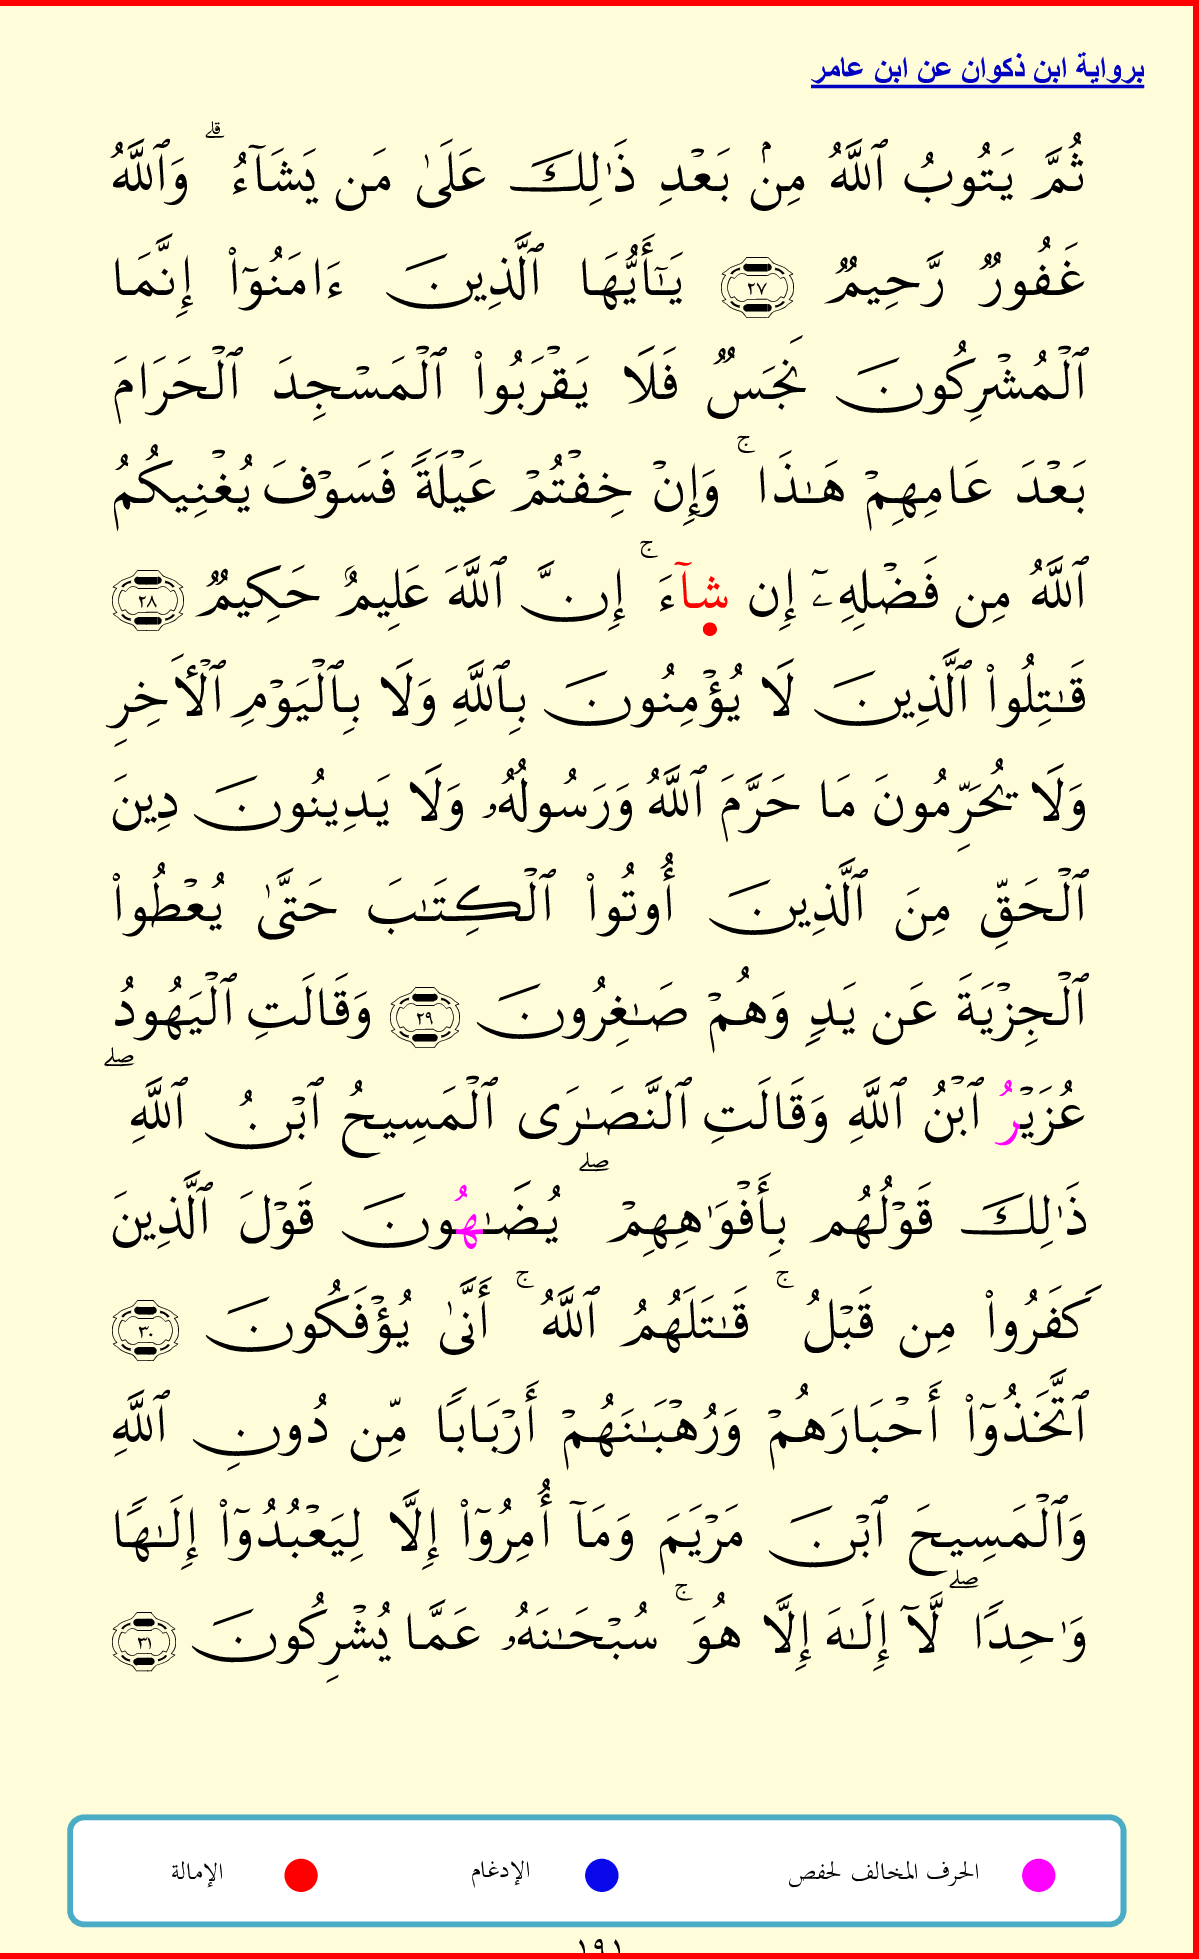 برواية ابن ذكوان عن ابن عامر
ثُمَّ يَتُوبُ ٱللَّهُ مِنۢ بَعْدِ ذَٰلِكَ عَلَىٰ مَن يَشَآءُ ۗ وَٱللَّهُ
غَفُورٌ رَّحِيمٌ ٢٧ يَـٰٓأَيُّهَا ٱلَّذِينَ ءَامَنُوٓا۟ إِنَّمَا
ٱلْمُشْرِكُونَ نَجَسٌ فَلَا يَقْرَبُوا۟ ٱلْمَسْجِدَ ٱلْحَرَامَ
بَعْدَ عَامِهِمْ هَـٰذَا ۚ وَإِنْ خِفْتُمْ عَيْلَةً فَسَوْفَ يُغْنِيكُمُ
ٱللَّهُ مِن فَضْلِهِۦٓ إِن شَآءَ ۚ إِنَّ ٱللَّهَ عَلِيمٌ حَكِيمٌ ٢٨
قَـٰتِلُوا۟ ٱلَّذِينَ لَا يُؤْمِنُونَ بِٱللَّهِ وَلَا بِٱلْيَوْمِ ٱلْأَخِرِ
وَلَا تُحَرِّمُونَ مَا حَرَّمَ ٱللَّهُ وَرَسُولُهُۥ وَلَا يَدِينُونَ دِينَ
ٱلْحَقِّ مِنَ ٱلَّذِينَ أُوتُوا۟ ٱلْكِتَـٰبَ حَتَّىٰ يُعْطُوا۟
ٱلْجِزْيَةَ عَن يَدٍ وَهُمْ صَـٰغِرُونَ ٢٩ وَقَالَتِ ٱلْيَهُودُ
عُزَيْرُ ٱبْنُ ٱللَّهِ وَقَالَتِ ٱلنَّصَـٰرَى ٱلْمَسِيحُ ٱبْنُ ٱللَّهِ ۖ
ذَٰلِكَ قَوْلُهُم بِأَفْوَٰهِهِمْ ۖ يُضَـٰهُونَ قَوْلَ ٱلَّذِينَ
كَفَرُوا۟ مِن قَبْلُ ۚ قَـٰتَلَهُمُ ٱللَّهُ ۚ أَنَّىٰ يُؤْفَكُونَ ٣٠
ٱتَّخَذُوٓا۟ أَحْبَارَهُمْ وَرُهْبَـٰنَهُمْ أَرْبَابًا مِّن دُونِ ٱللَّهِ
وَٱلْمَسِيحَ ٱبْنَ مَرْيَمَ وَمَآ أُمِرُوٓا۟ إِلَّا لِيَعْبُدُوٓا۟ إِلَـٰهًا
وَٰحِدًا ۖ لَّآ إِلَـٰهَ إِلَّا هُوَ ۚ سُبْحَـٰنَهُۥ عَمَّا يُشْرِكُونَ ٣١
الحرف المخالف لحفص الإدغام الإمالة
١٩١